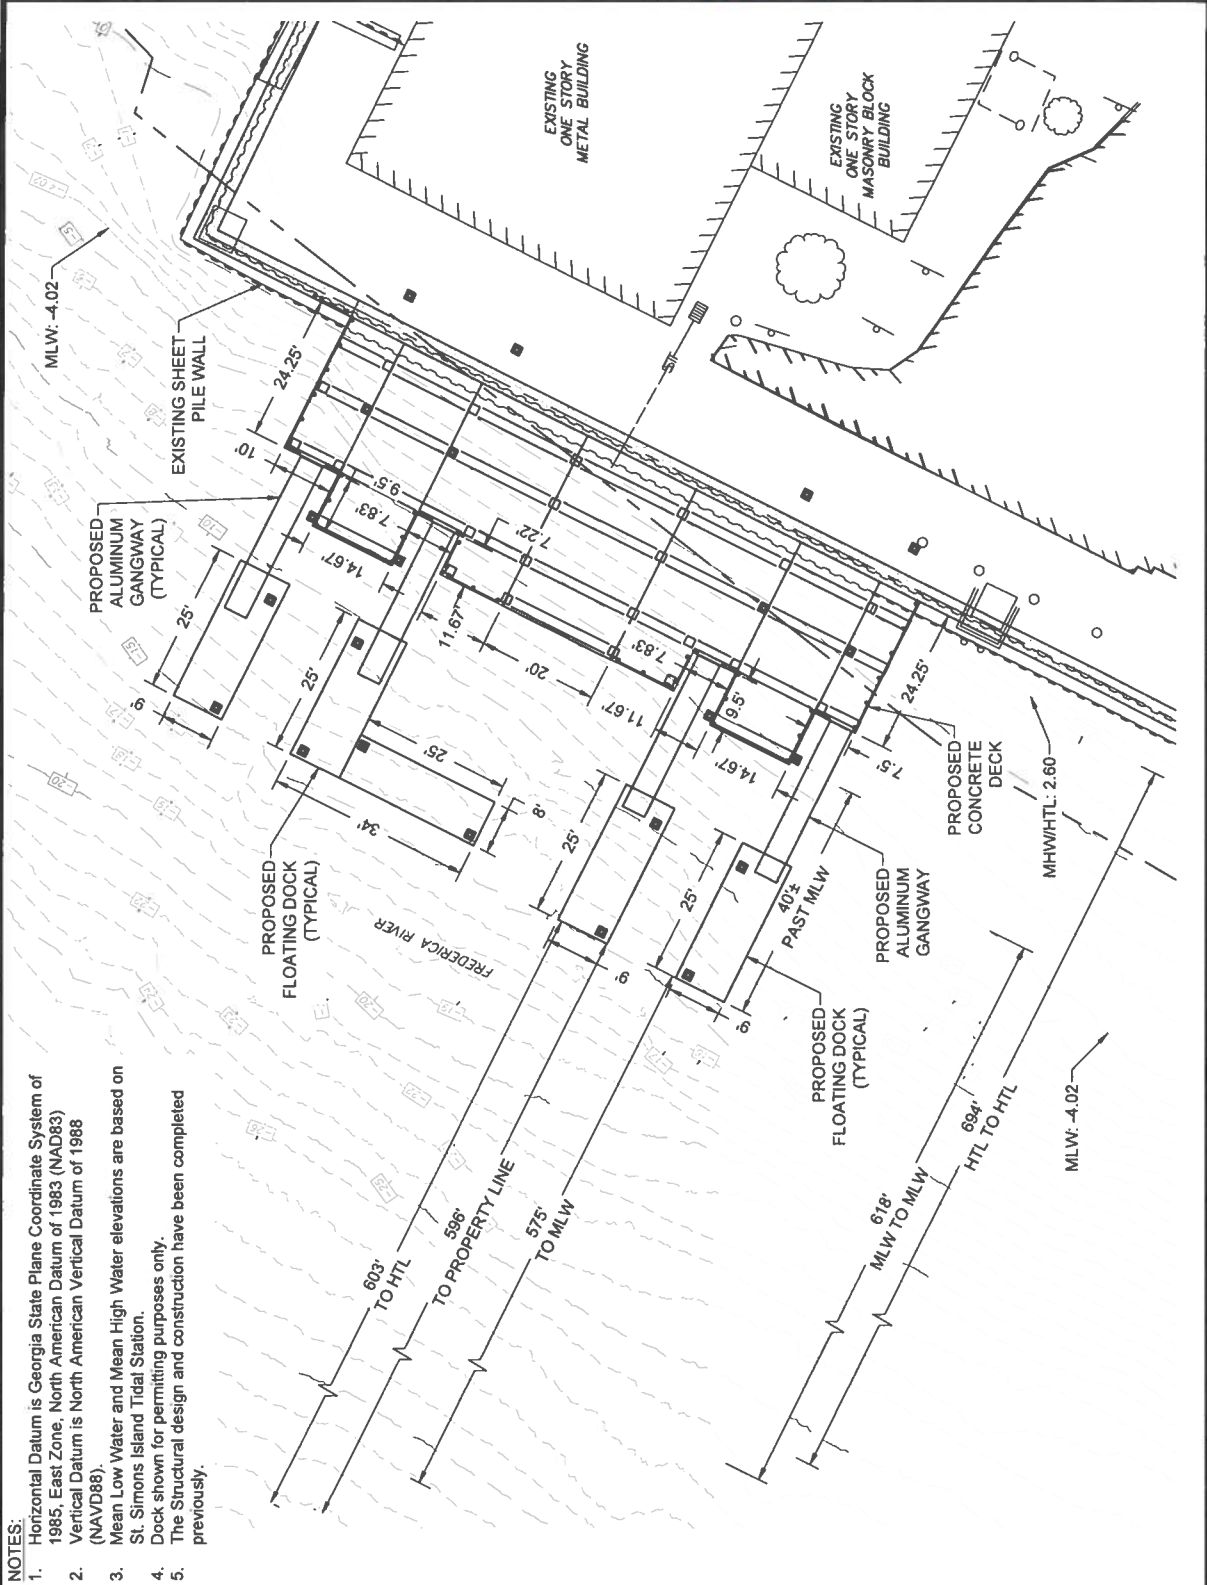 NOTES:
1. Horizontal Datum is Georgia State Plane Coordinate System of
1985, East Zone, North American Datum of 1983 (NAD83)
2. Vertical Datum is North American Vertical Datum of 1988
(NAVD88).
3. Mean Low Water and Mean High Water elevations are based on
St. Simons Island Tidal Station.
4. Dock shown for permitting purposes only.
5. The Structural design and construction have been completed
previously.
MLW: -4.02
EXISTING SHEET
PILE WALL
PROPOSED
ALUMINUM
GANGWAY
(TYPICAL)
EXISTING
ONE STORY
METAL BUILDING
EXISTING
ONE STORY
MASONRY BLOCK
BUILDING
ST
24.25'
10'
9.5'
7.83'
14.67'
7.22'
25'
9'
25'
11.67'
20'
25'
34'
8'
PROPOSED
FLOATING DOCK
(TYPICAL)
FREDERICA RIVER
11.67'
7.83'
9.5'
14.67'
24.25'
7.5'
25'
9'
25'
9'
40'±
PAST MLW
PROPOSED
CONCRETE
DECK
PROPOSED
ALUMINUM
GANGWAY
PROPOSED
FLOATING DOCK
(TYPICAL)
MHW/HTL: 2.60
MLW: -4.02
603'
TO HTL
596'
TO PROPERTY LINE
575'
TO MLW
618'
MLW TO MLW
694'
HTL TO HTL
-20